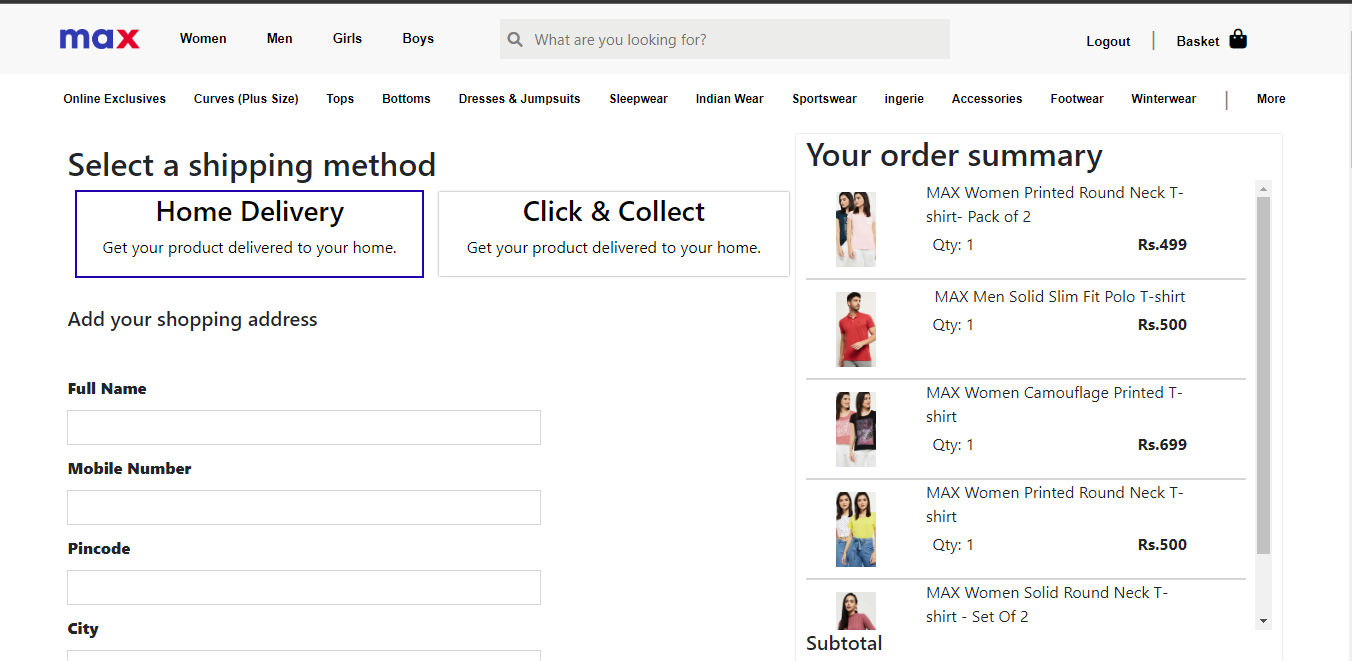 max
Women
Men
Girls
Boys
What are you looking for?
Logout
|
Basket
Online Exclusives
Curves (Plus Size)
Tops
Bottoms
Dresses & Jumpsuits
Sleepwear
Indian Wear
Sportswear
ingerie
Accessories
Footwear
Winterwear
|
More
Select a shipping method
Home Delivery
Get your product delivered to your home.
Click & Collect
Get your product delivered to your home.
Add your shopping address
Full Name
Mobile Number
Pincode
City
Your order summary
MAX Women Printed Round Neck T-
shirt- Pack of 2
Qty: 1
Rs.499
MAX Men Solid Slim Fit Polo T-shirt
Qty: 1
Rs.500
MAX Women Camouflage Printed T-
shirt
Qty: 1
Rs.699
MAX Women Printed Round Neck T-
shirt
Qty: 1
Rs.500
MAX Women Solid Round Neck T-
shirt - Set Of 2
Subtotal